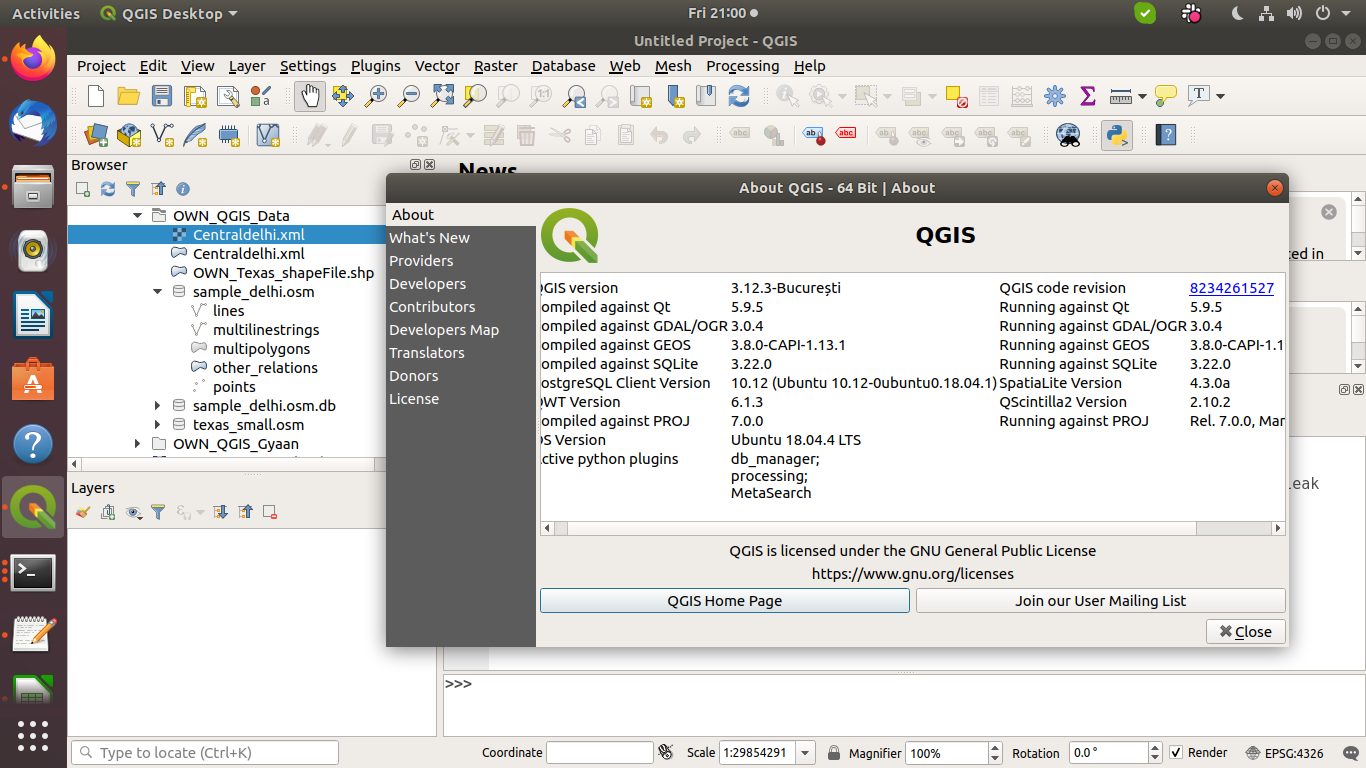 Activities QGIS Desktop Fri 21:00
Untitled Project - QGIS
Project Edit View Layer Settings Plugins Vector Raster Database Web Mesh Processing Help
Browser
OWN_QGIS_Data
Centraldelhi.xml
Centraldelhi.xml
OWN_Texas_shapeFile.shp
sample_delhi.osm
lines
multilinestrings
multipolygons
other_relations
points
sample_delhi.osm.db
texas_small.osm
OWN_QGIS_Gyaan
Layers
News
About QGIS - 64 Bit | About
About
What's New
Providers
Developers
Contributors
Developers Map
Translators
Donors
License
QGIS
QGIS version 3.12.3-București QGIS code revision 8234261527
ompiled against Qt 5.9.5 Running against Qt 5.9.5
ompiled against GDAL/OGR 3.0.4 Running against GDAL/OGR 3.0.4
ompiled against GEOS 3.8.0-CAPI-1.13.1 Running against GEOS 3.8.0-CAPI-1.1
ompiled against SQLite 3.22.0 Running against SQLite 3.22.0
ostgreSQL Client Version 10.12 (Ubuntu 10.12-0ubuntu0.18.04.1) SpatiaLite Version 4.3.0a
QWT Version 6.1.3 QScintilla2 Version 2.10.2
ompiled against PROJ 7.0.0 Running against PROJ Rel. 7.0.0, Mar
OS Version Ubuntu 18.04.4 LTS
ctive python plugins db_manager;
processing;
MetaSearch
QGIS is licensed under the GNU General Public License
https://www.gnu.org/licenses
QGIS Home Page Join our User Mailing List
Close
ted in
eak
>>>
Type to locate (Ctrl+K) Coordinate Scale 1:29854291 Magnifier 100% Rotation 0.0 ° Render EPSG:4326